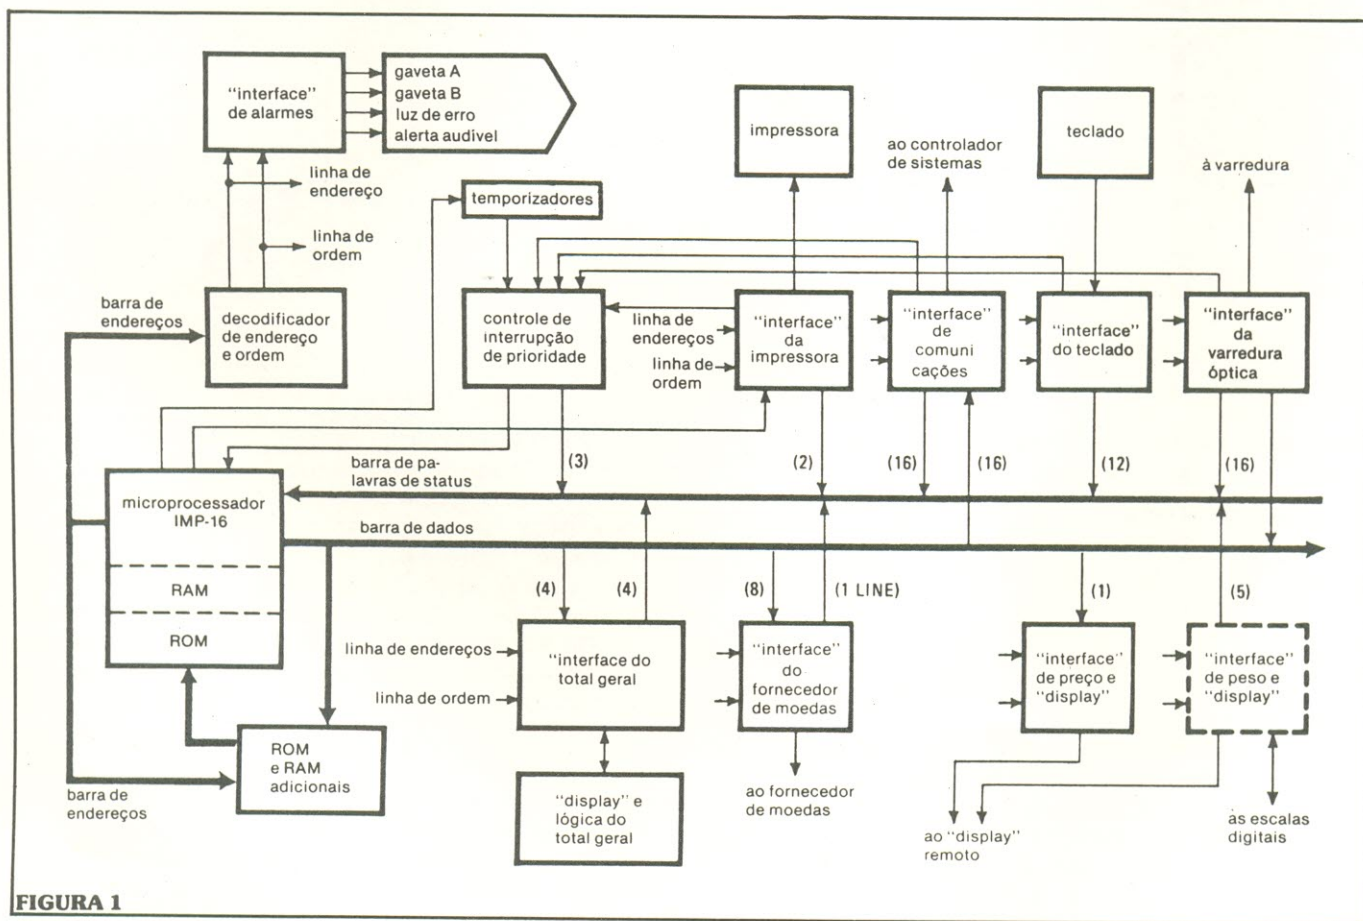 "interface"
de alarmes
gaveta A
gaveta B
luz de erro
alerta audível
linha de
endereço
linha de
ordem
barra de
endereços
decodificador
de endereço
e ordem
temporizadores
controle de
interrupção
de prioridade
impressora
ao controlador
de sistemas
teclado
à varredura
linha de
endereços
linha de
ordem
"interface"
da
impressora
"interface"
de
comuni
cações
"interface"
do teclado
"interface"
da
varredura
óptica
barra de pa-
lavras de status
(3)
(2)
(16)
(16)
(12)
(16)
microprocessador
IMP-16
RAM
ROM
barra de dados
(4)
(4)
(8)
(1 LINE)
(1)
(5)
linha de endereços
linha de ordem
"interface do
total geral
"interface"
do
fornecedor
de moedas
"interface"
de preço e
"display"
"interface"
de peso e
"display"
ROM
e RAM
adicionais
barra de
endereços
"display" e
lógica do
total geral
ao fornecedor
de moedas
ao "display"
remoto
às escalas
digitais
FIGURA 1